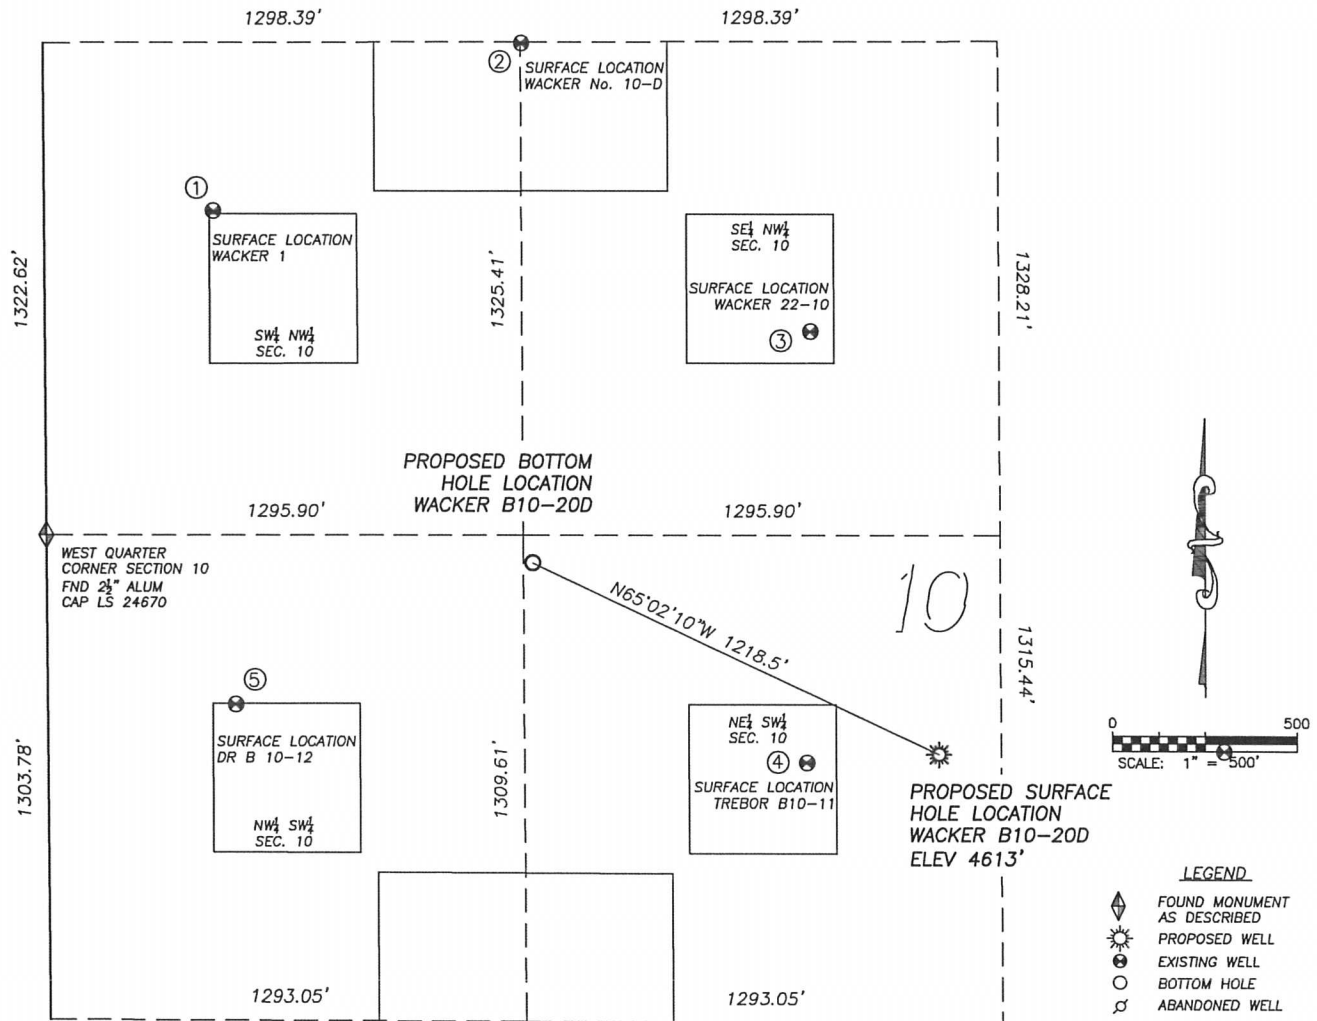 1298.39'
1298.39'
②
SURFACE LOCATION
WACKER No. 10-D
①
SURFACE LOCATION
WACKER 1
SW¼ NW¼
SEC. 10
1322.62'
1325.41'
SE¼ NW¼
SEC. 10
SURFACE LOCATION
WACKER 22-10
③
1328.21'
PROPOSED BOTTOM
HOLE LOCATION
WACKER B10-20D
1295.90'
1295.90'
WEST QUARTER
CORNER SECTION 10
FND 2½" ALUM
CAP LS 24670
N65°02'10"W 1218.5'
10
1315.44'
⑤
SURFACE LOCATION
DR B 10-12
NW¼ SW¼
SEC. 10
1303.78'
1309.61'
NE¼ SW¼
SEC. 10
④
SURFACE LOCATION
TREBOR B10-11
0 500
SCALE: 1" = 500'
PROPOSED SURFACE
HOLE LOCATION
WACKER B10-20D
ELEV 4613'
1293.05'
1293.05'
LEGEND
FOUND MONUMENT
AS DESCRIBED
PROPOSED WELL
EXISTING WELL
BOTTOM HOLE
ABANDONED WELL